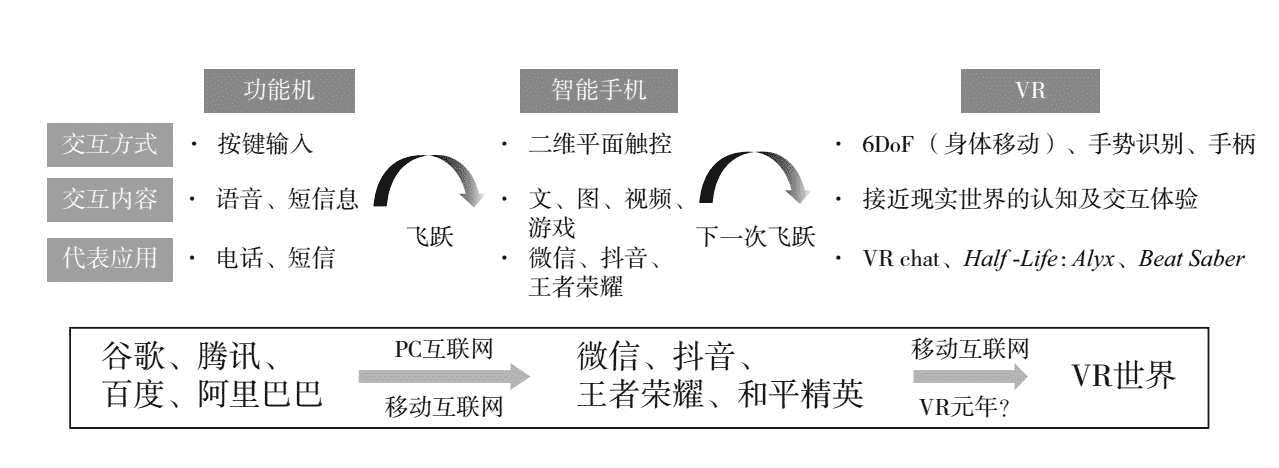 功能机
智能手机
VR
交互方式
· 按键输入
· 二维平面触控
· 6DoF（身体移动）、手势识别、手柄
交互内容
· 语音、短信息
· 文、图、视频、
游戏
· 接近现实世界的认知及交互体验
飞跃
下一次飞跃
代表应用
· 电话、短信
· 微信、抖音、
王者荣耀
· VR chat、Half -Life: Alyx、Beat Saber
谷歌、腾讯、
百度、阿里巴巴
PC互联网
移动互联网
微信、抖音、
王者荣耀、和平精英
移动互联网
VR元年?
VR世界